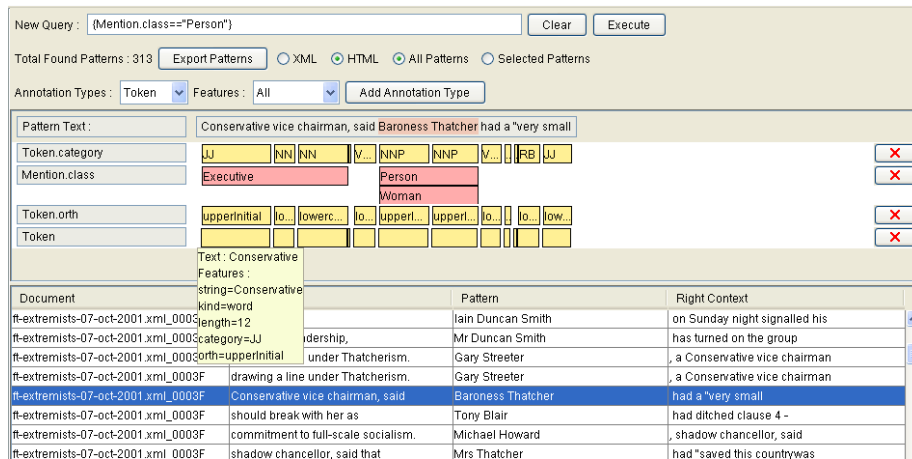 New Query : {Mention.class=="Person"} Clear Execute
Total Found Patterns : 313 Export Patterns XML HTML All Patterns Selected Patterns
Annotation Types : Token Features : All Add Annotation Type
Pattern Text : Conservative vice chairman, said Baroness Thatcher had a "very small
Token.category JJ NN NN V... NNP NNP V... RB JJ
Mention.class Executive Person
Woman
Token.orth upperInitial lo... lowerc... lo... upperI... upperI... lo... lo... low...
Token
Text : Conservative
Features :
string=Conservative
kind=word
length=12
category=JJ
orth=upperInitial
Document Pattern Right Context
ft-extremists-07-oct-2001.xml_0003 Iain Duncan Smith on Sunday night signalled his
ft-extremists-07-oct-2001.xml_0003 dership, Mr Duncan Smith has turned on the group
ft-extremists-07-oct-2001.xml_0003 under Thatcherism. Gary Streeter , a Conservative vice chairman
ft-extremists-07-oct-2001.xml_0003F drawing a line under Thatcherism. Gary Streeter , a Conservative vice chairman
ft-extremists-07-oct-2001.xml_0003F Conservative vice chairman, said Baroness Thatcher had a "very small
ft-extremists-07-oct-2001.xml_0003F should break with her as Tony Blair had ditched clause 4 -
ft-extremists-07-oct-2001.xml_0003F commitment to full-scale socialism. Michael Howard , shadow chancellor, said
ft-extremists-07-oct-2001.xml_0003F shadow chancellor, said that Mrs Thatcher had "saved this countrywas